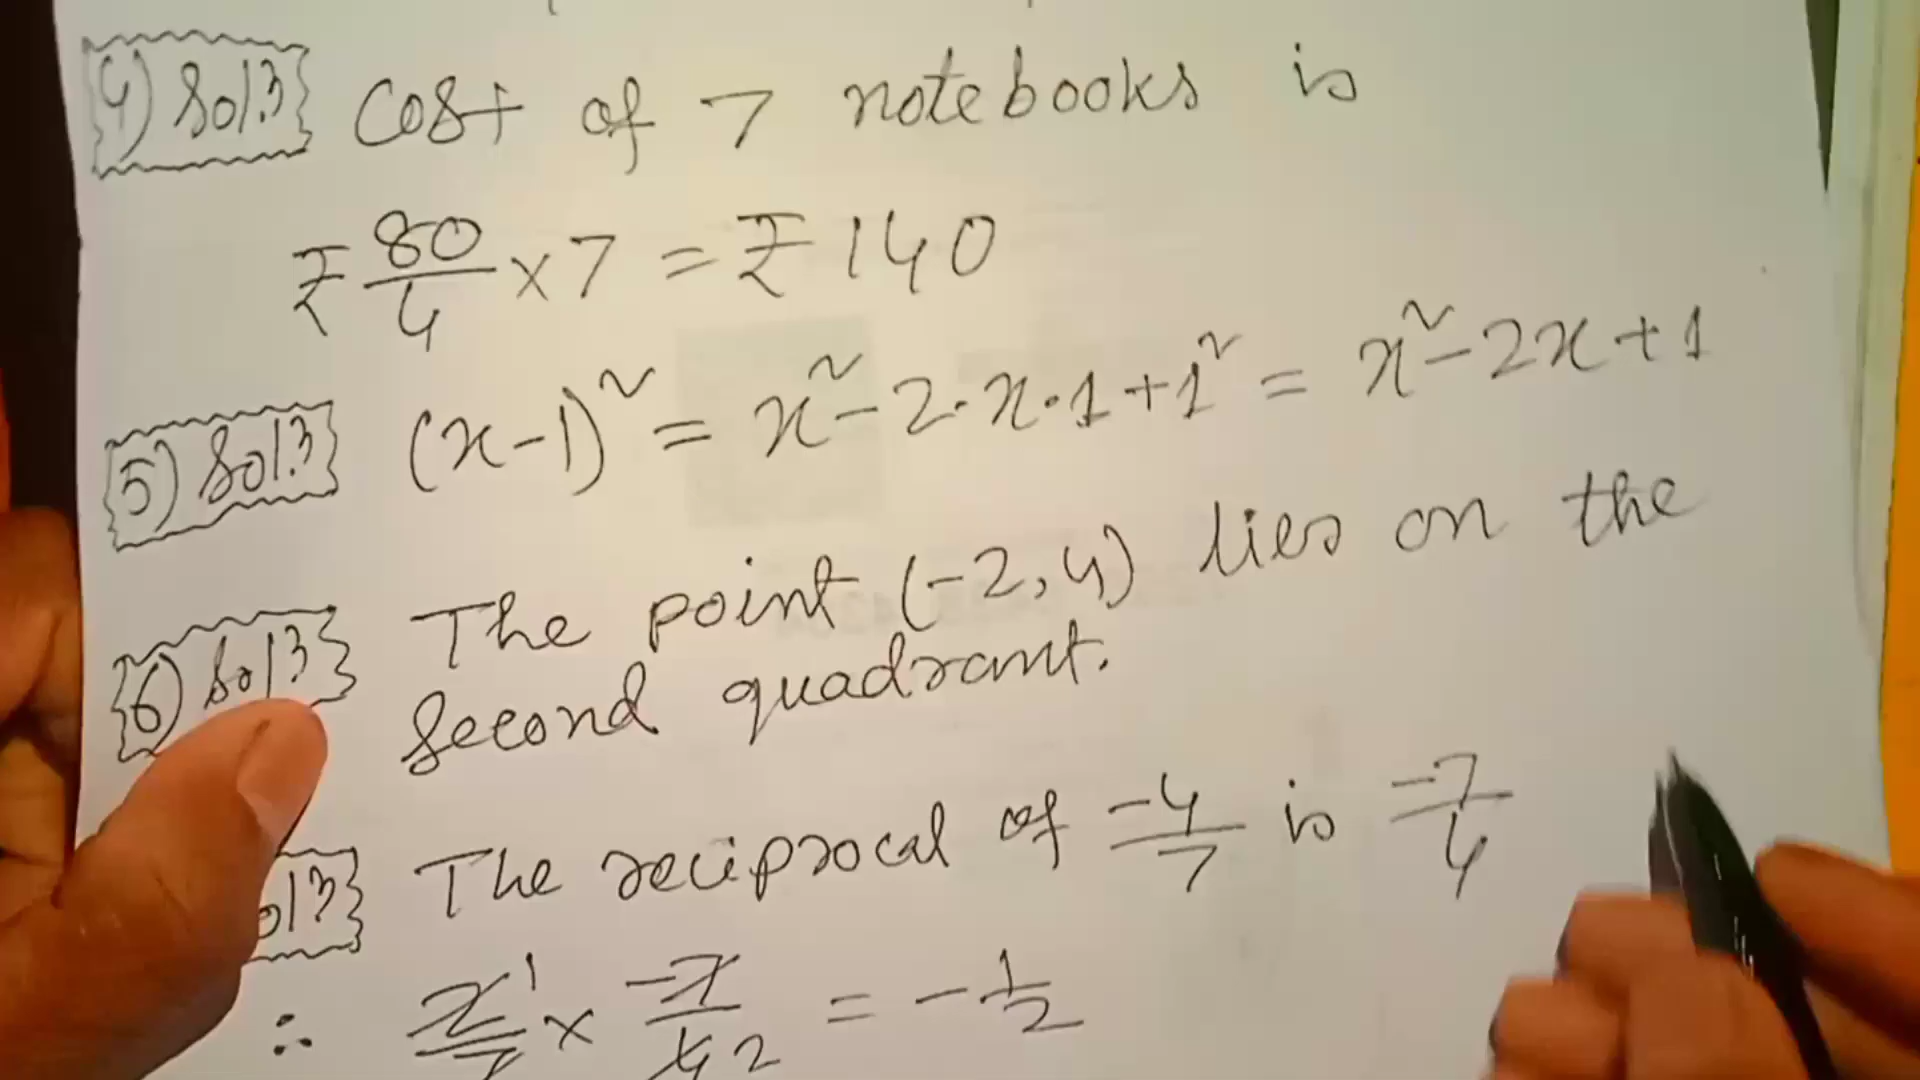 4) Sol: Cost of 7 notebooks is
₹ 80/4 × 7 = ₹ 140
5) Sol: (x-1)² = x² - 2·x·1 + 1² = x² - 2x + 1
6) Sol: The point (-2, 4) lies on the
second quadrant.
ol: The reciprocal of -4/7 is -7/4
∴ 2/7 × -7/4 = -1/2